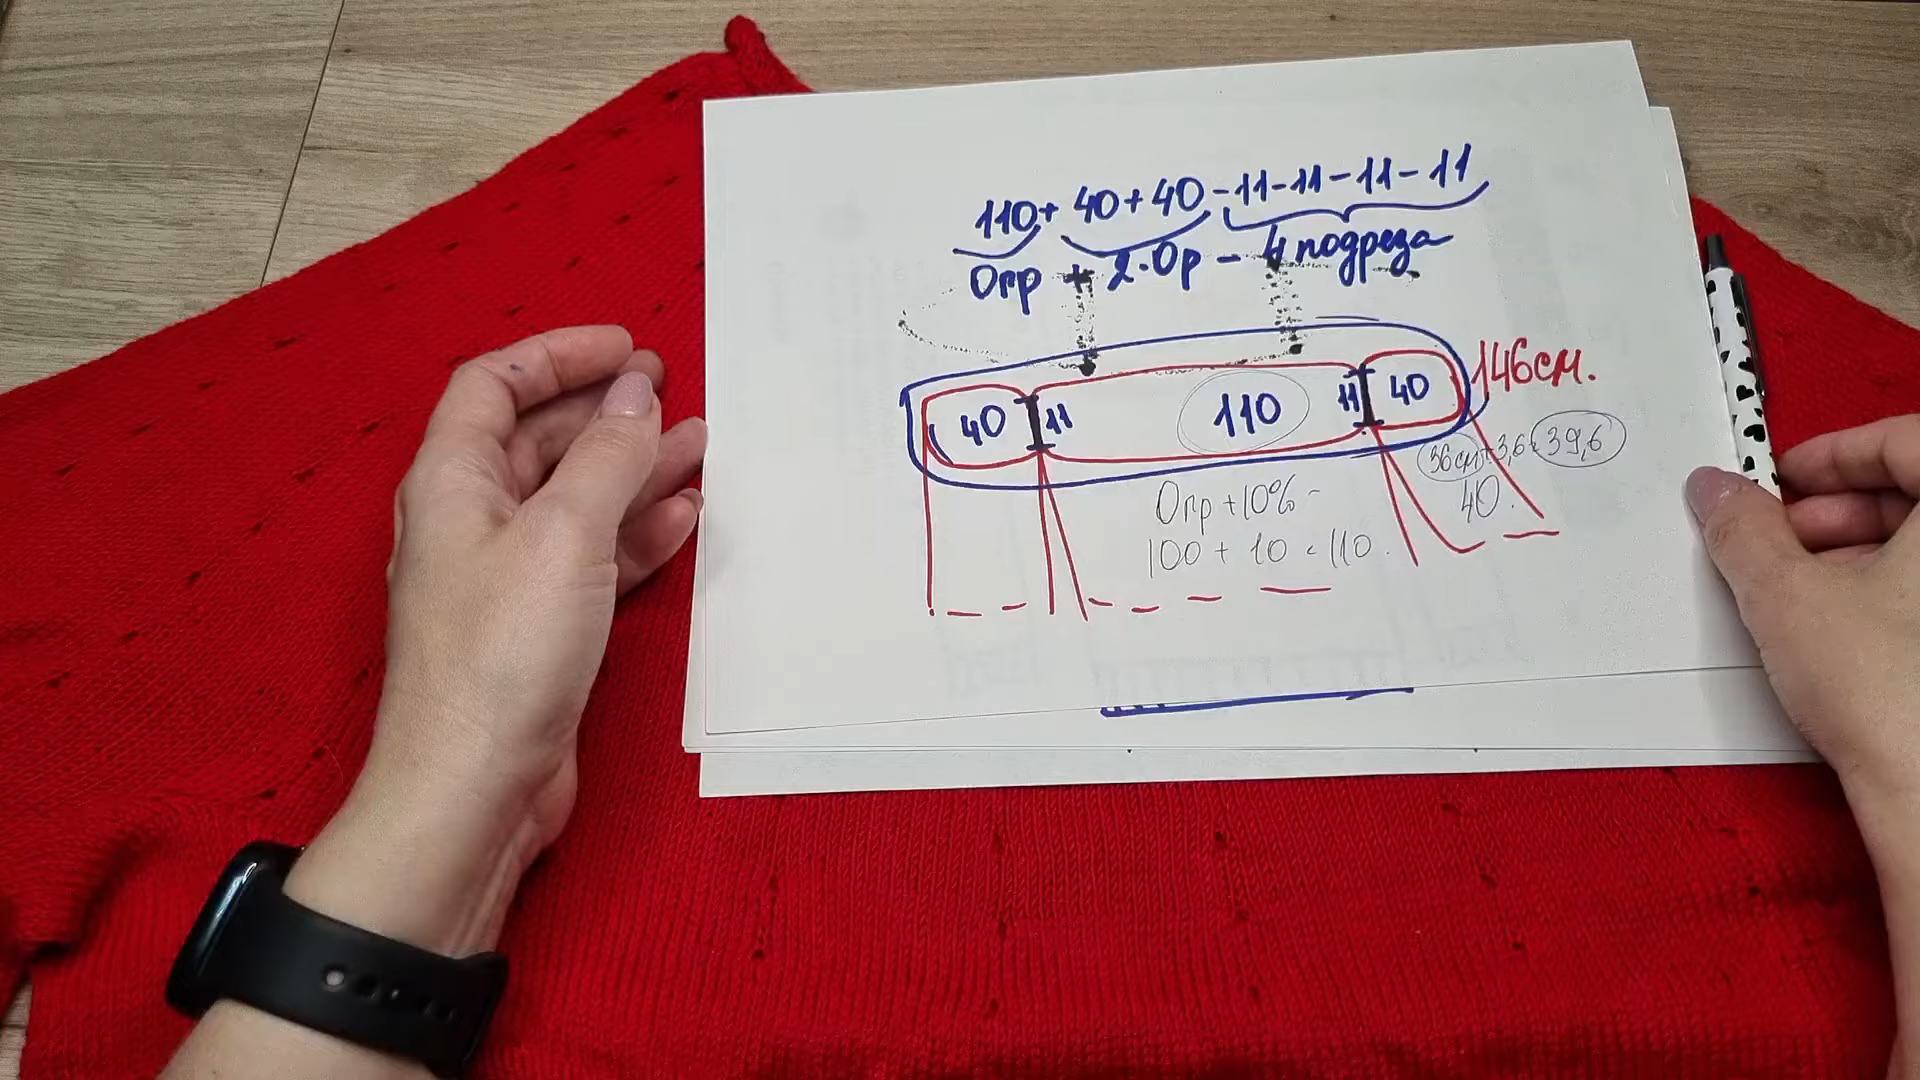 110+ 40+40-11-11-11-11
Огр + 2·Ор - 4 подреза
40 11 110 11 40 146см.
36см+3,6=39,6
40.
Огр +10% -
100 + 10 = 110.